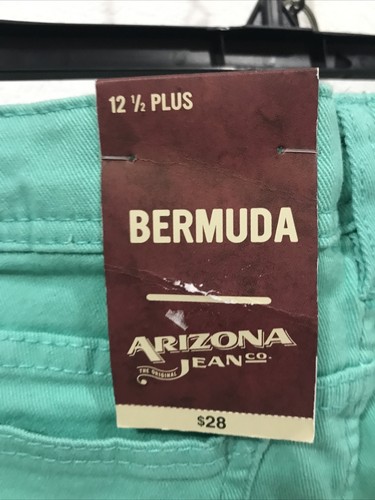 12 ½ PLUS
BERMUDA
ARIZONA
THE ORIGINAL JEAN CO.
$28